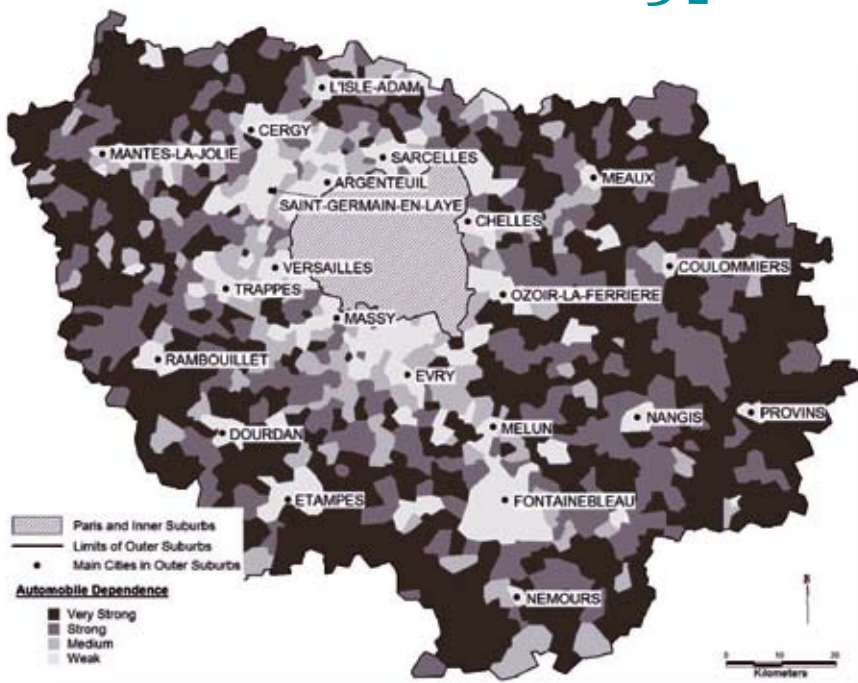 L'ISLE-ADAM
CERGY
MANTES-LA-JOLIE
SARCELLES
ARGENTEUIL
MEAUX
SAINT-GERMAIN-EN-LAYE
CHELLES
VERSAILLES
COULOMMIERS
TRAPPES
OZOIR-LA-FERRIERE
MASSY
RAMBOUILLET
EVRY
NANGIS
PROVINS
DOURDAN
MELUN
ETAMPES
FONTAINEBLEAU
NEMOURS
Paris and Inner Suburbs
Limits of Outer Suburbs
Main Cities in Outer Suburbs
Automobile Dependence
Very Strong
Strong
Medium
Weak
0 10 20
Kilometers